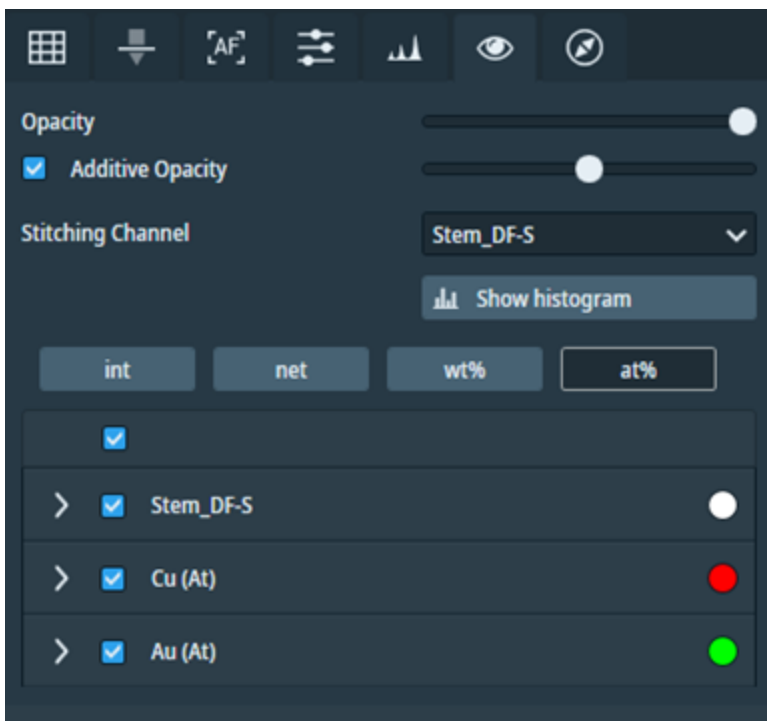 AF
Opacity
Additive Opacity
Stitching Channel Stem_DF-S
Show histogram
int net wt% at%
Stem_DF-S
Cu (At)
Au (At)